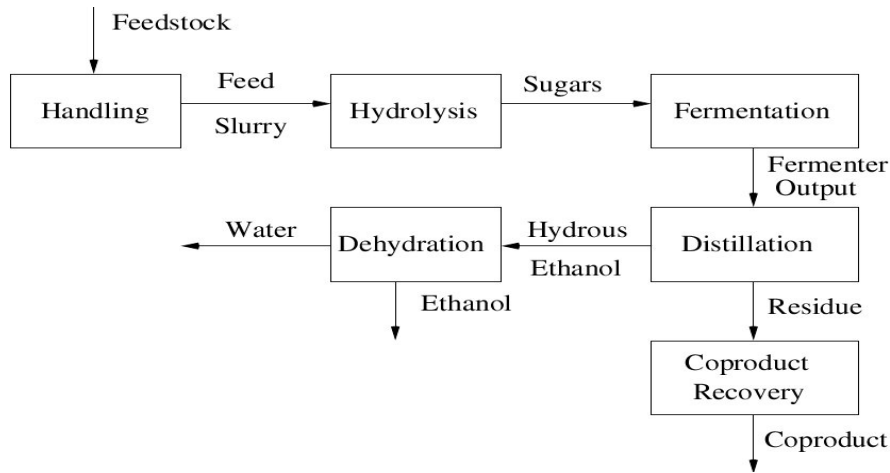 Feedstock
Handling
Feed
Slurry
Hydrolysis
Sugars
Fermentation
Fermenter
Output
Distillation
Hydrous
Ethanol
Dehydration
Water
Ethanol
Residue
Coproduct
Recovery
Coproduct